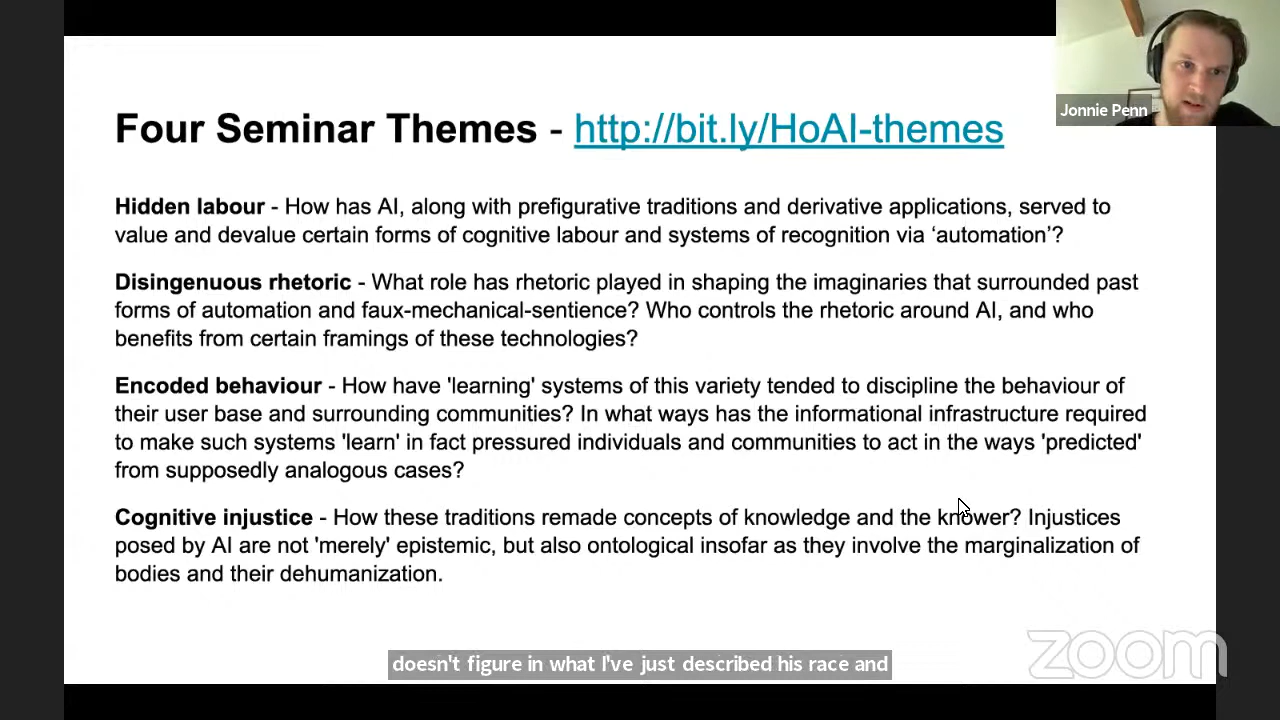 Jonnie Penn
Four Seminar Themes - http://bit.ly/HoAI-themes
Hidden labour - How has AI, along with prefigurative traditions and derivative applications, served to
value and devalue certain forms of cognitive labour and systems of recognition via ‘automation’?
Disingenuous rhetoric - What role has rhetoric played in shaping the imaginaries that surrounded past
forms of automation and faux-mechanical-sentience? Who controls the rhetoric around AI, and who
benefits from certain framings of these technologies?
Encoded behaviour - How have 'learning' systems of this variety tended to discipline the behaviour of
their user base and surrounding communities? In what ways has the informational infrastructure required
to make such systems 'learn' in fact pressured individuals and communities to act in the ways 'predicted'
from supposedly analogous cases?
Cognitive injustice - How these traditions remade concepts of knowledge and the knower? Injustices
posed by AI are not 'merely' epistemic, but also ontological insofar as they involve the marginalization of
bodies and their dehumanization.
doesn't figure in what I've just described his race and
zoom